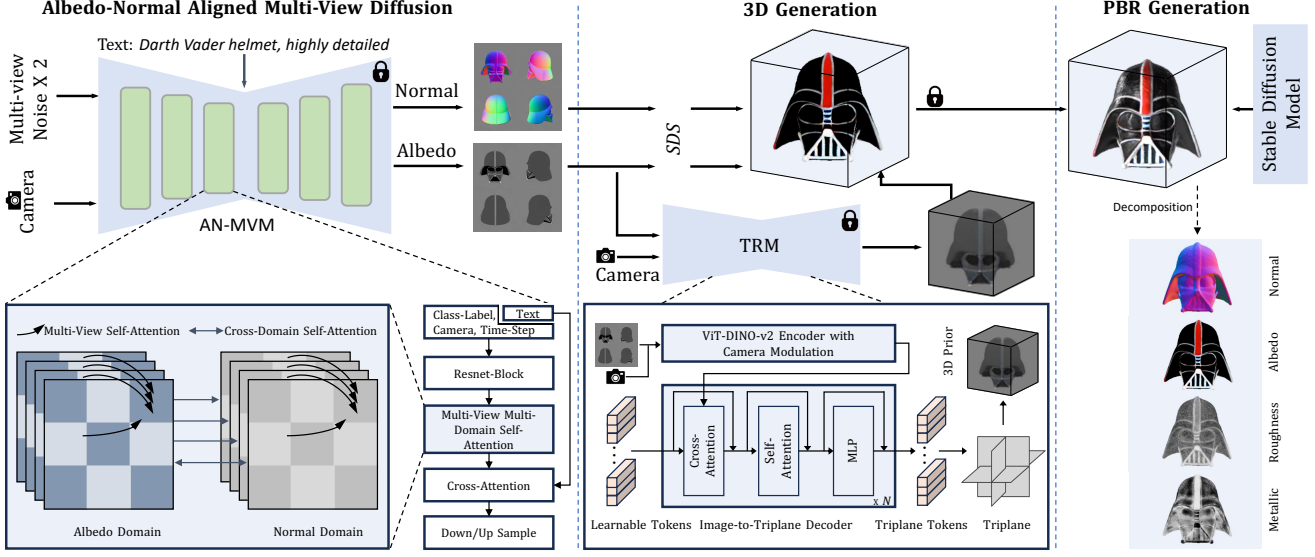 Albedo-Normal Aligned Multi-View Diffusion
Text: Darth Vader helmet, highly detailed
Multi-view
Noise X 2
Camera
Normal
Albedo
AN-MVM
Multi-View Self-Attention
Cross-Domain Self-Attention
Albedo Domain
Normal Domain
Class-Label,
Text
Camera, Time-Step
Resnet-Block
Multi-View Multi-
Domain Self-
Attention
Cross-Attention
Down/Up Sample
3D Generation
SDS
TRM
Camera
ViT-DINO-v2 Encoder with
Camera Modulation
3D Prior
Cross-
Attention
Self-
Attention
MLP
x N
Learnable Tokens
Image-to-Triplane Decoder
Triplane Tokens
Triplane
PBR Generation
Stable Diffusion
Model
Decomposition
Normal
Albedo
Roughness
Metallic